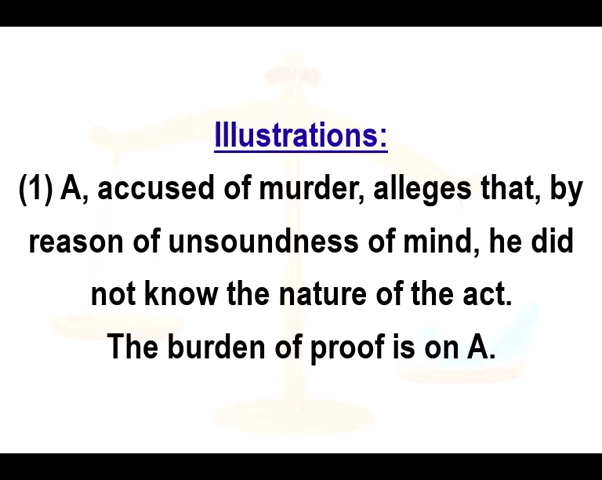 Illustrations:
(1) A, accused of murder, alleges that, by
reason of unsoundness of mind, he did
not know the nature of the act.
The burden of proof is on A.